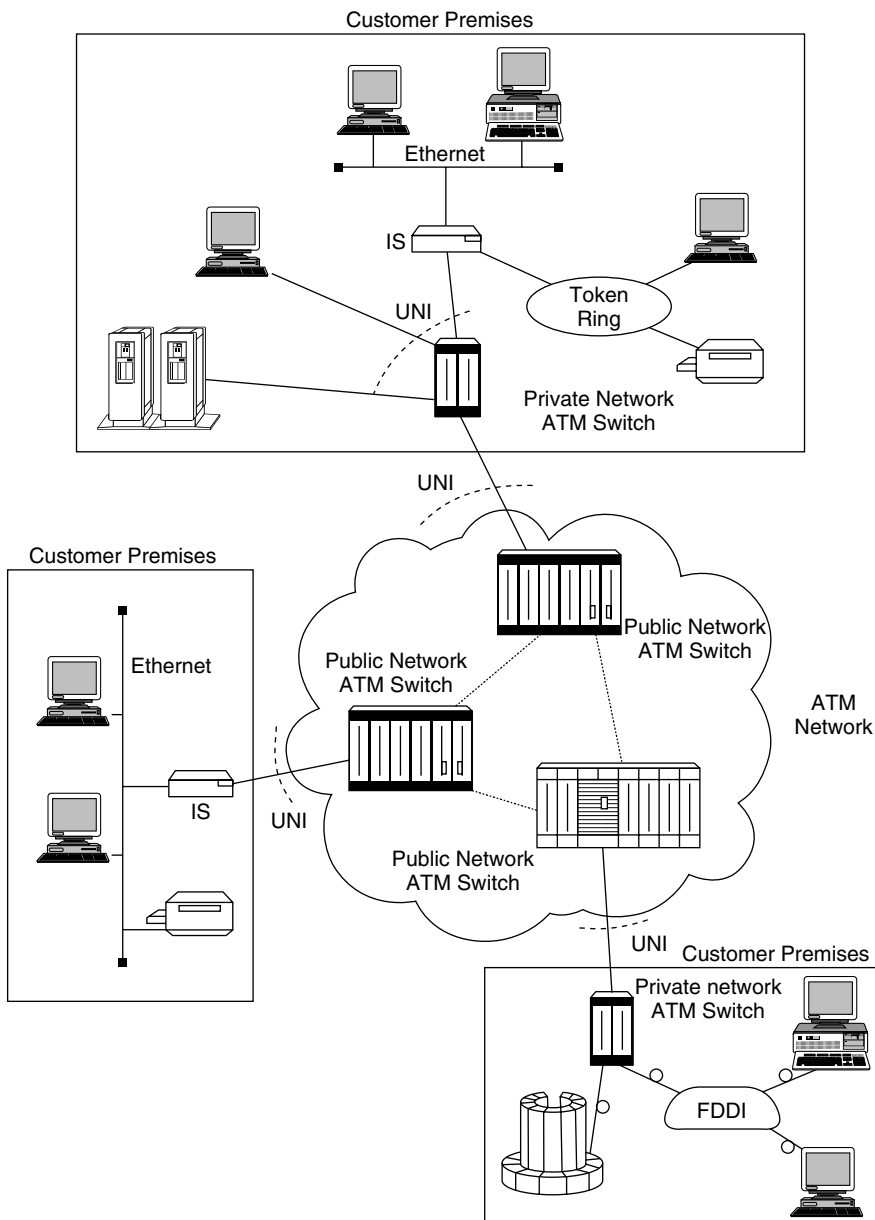 Customer Premises
Ethernet
IS
Token
Ring
UNI
Private Network
ATM Switch
UNI
Customer Premises
Public Network
ATM Switch
Ethernet
Public Network
ATM Switch
ATM
Network
IS
UNI
Public Network
ATM Switch
UNI
Customer Premises
Private network
ATM Switch
FDDI